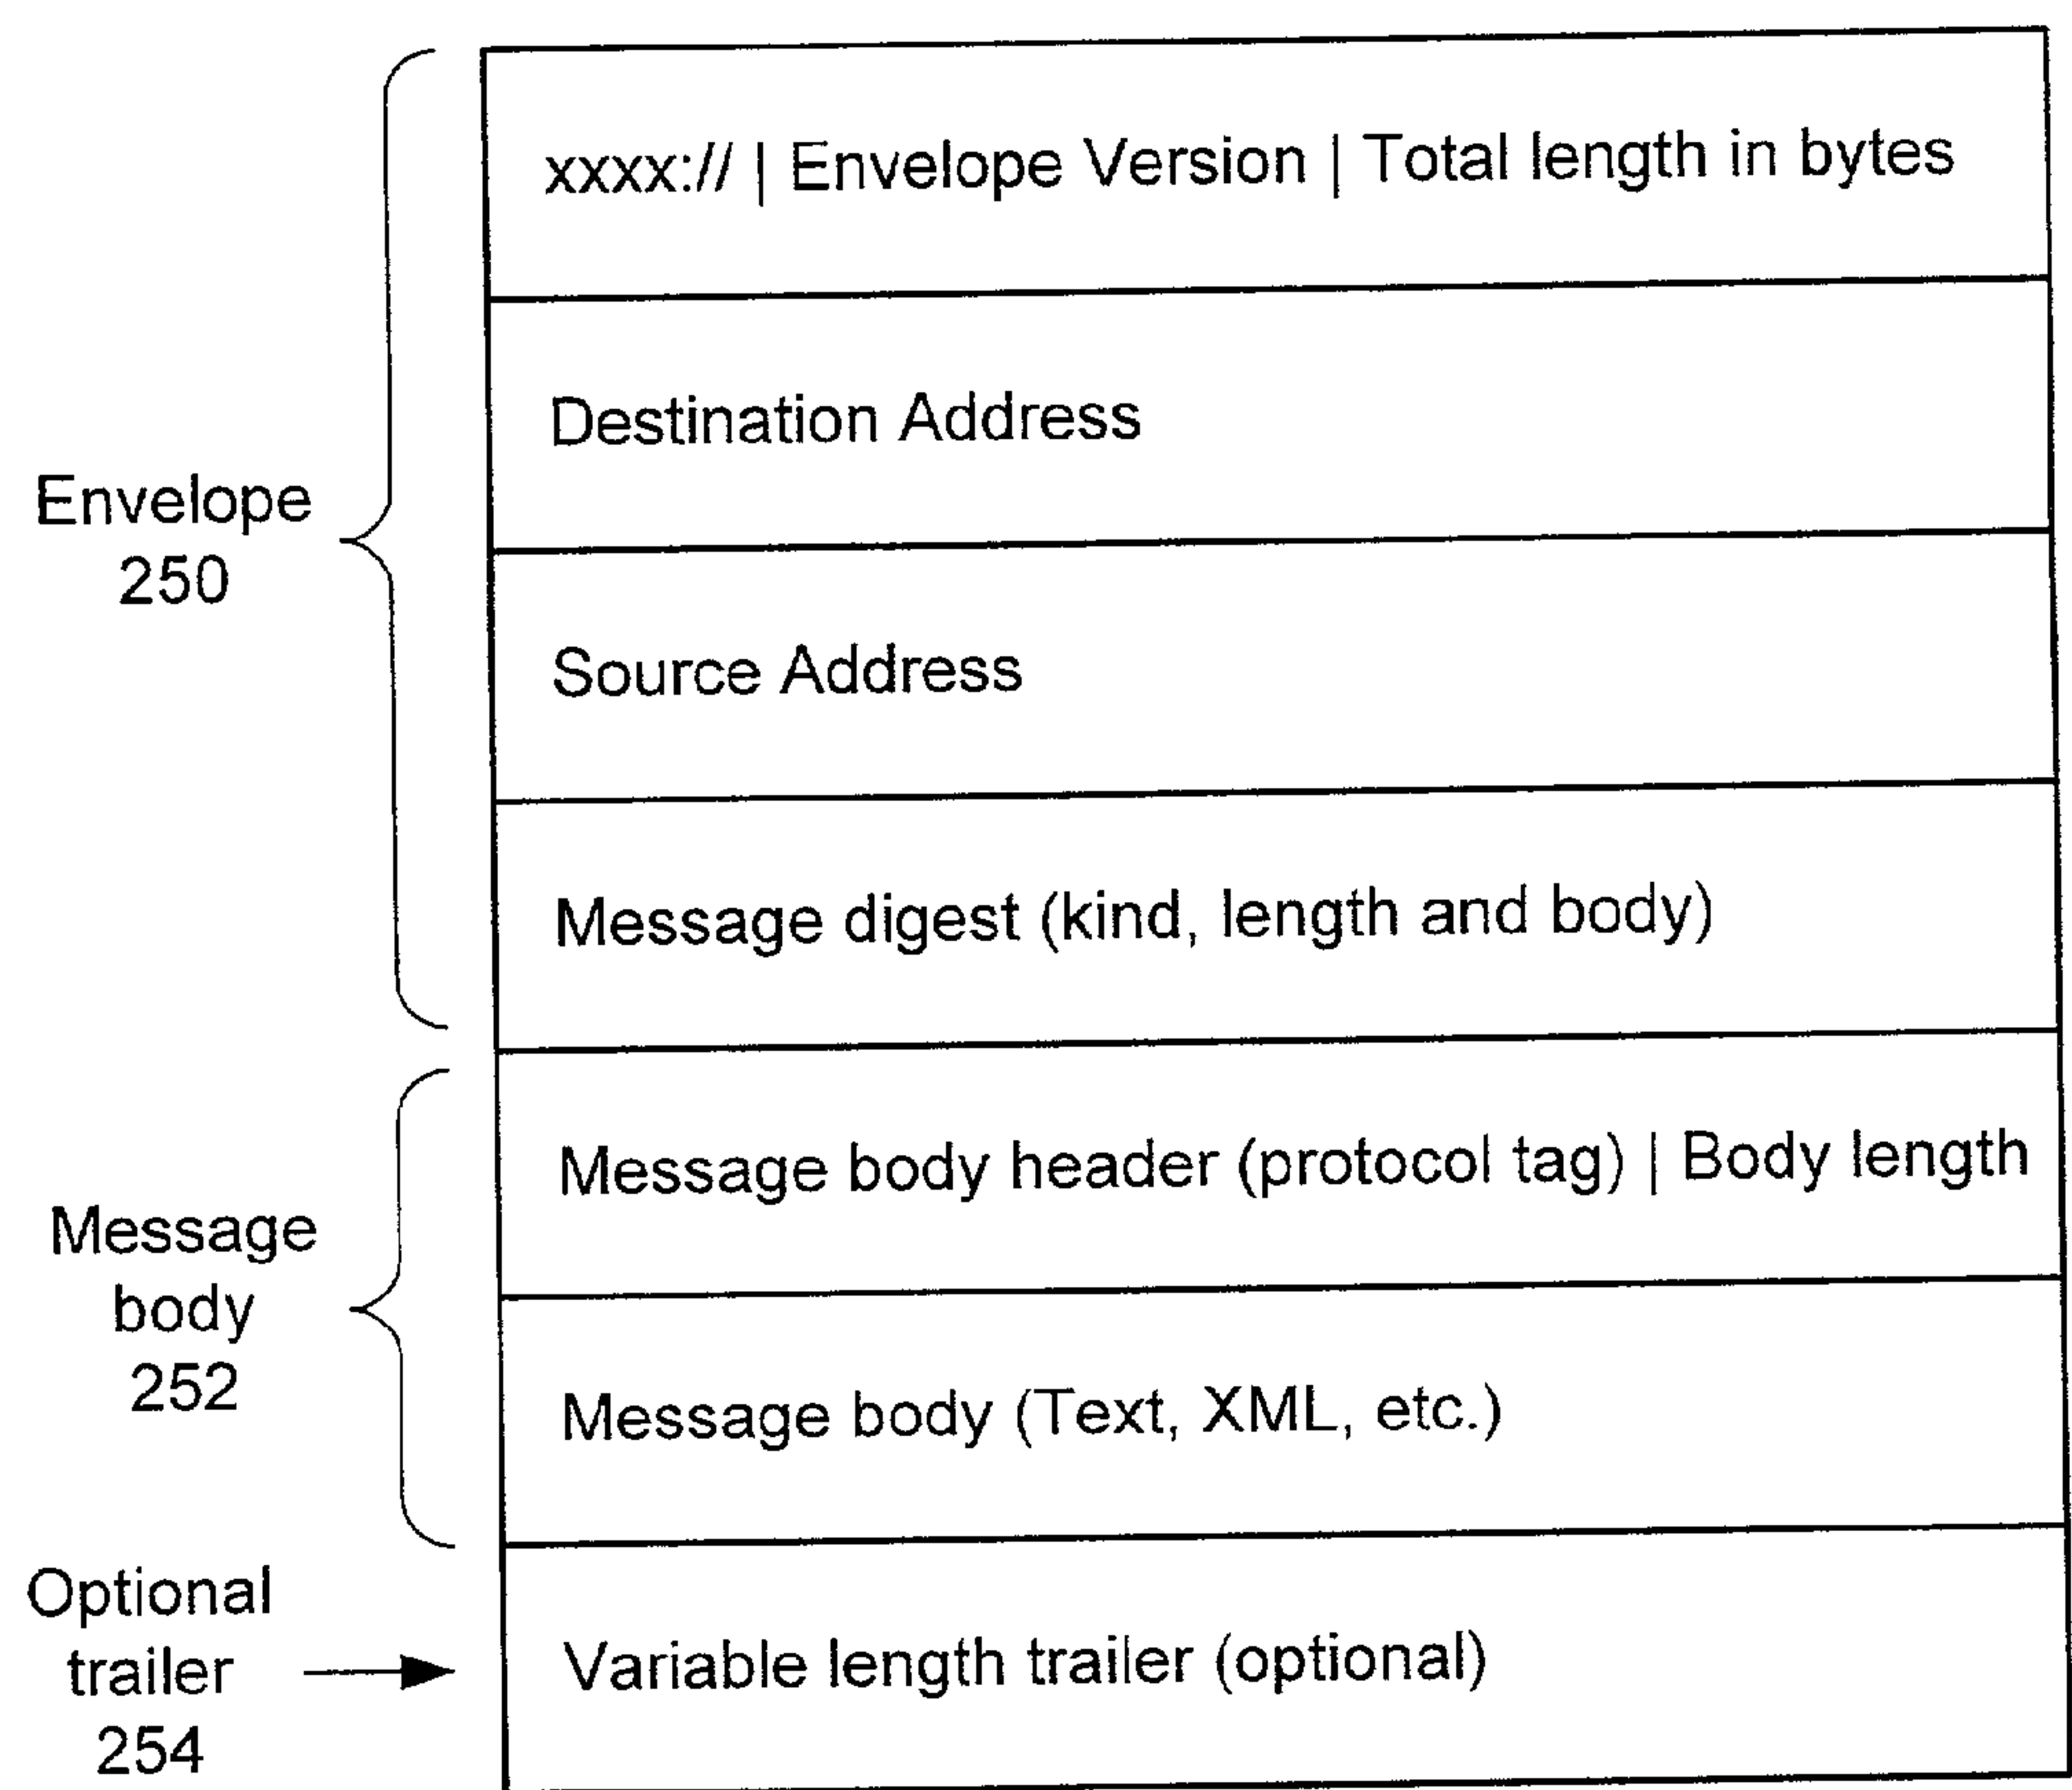 xxxx:// | Envelope Version | Total length in bytes
Destination Address
Envelope
250
Source Address
Message digest (kind, length and body)
Message body header (protocol tag) | Body length
Message
body
252
Message body (Text, XML, etc.)
Optional
trailer
254
Variable length trailer (optional)